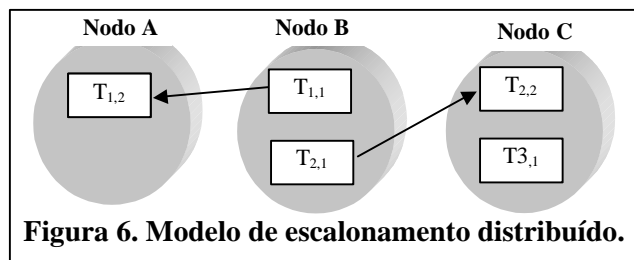 Nodo A Nodo B Nodo C
T1,2 T1,1 T2,2
T2,1 T3,1
Figura 6. Modelo de escalonamento distribuído.